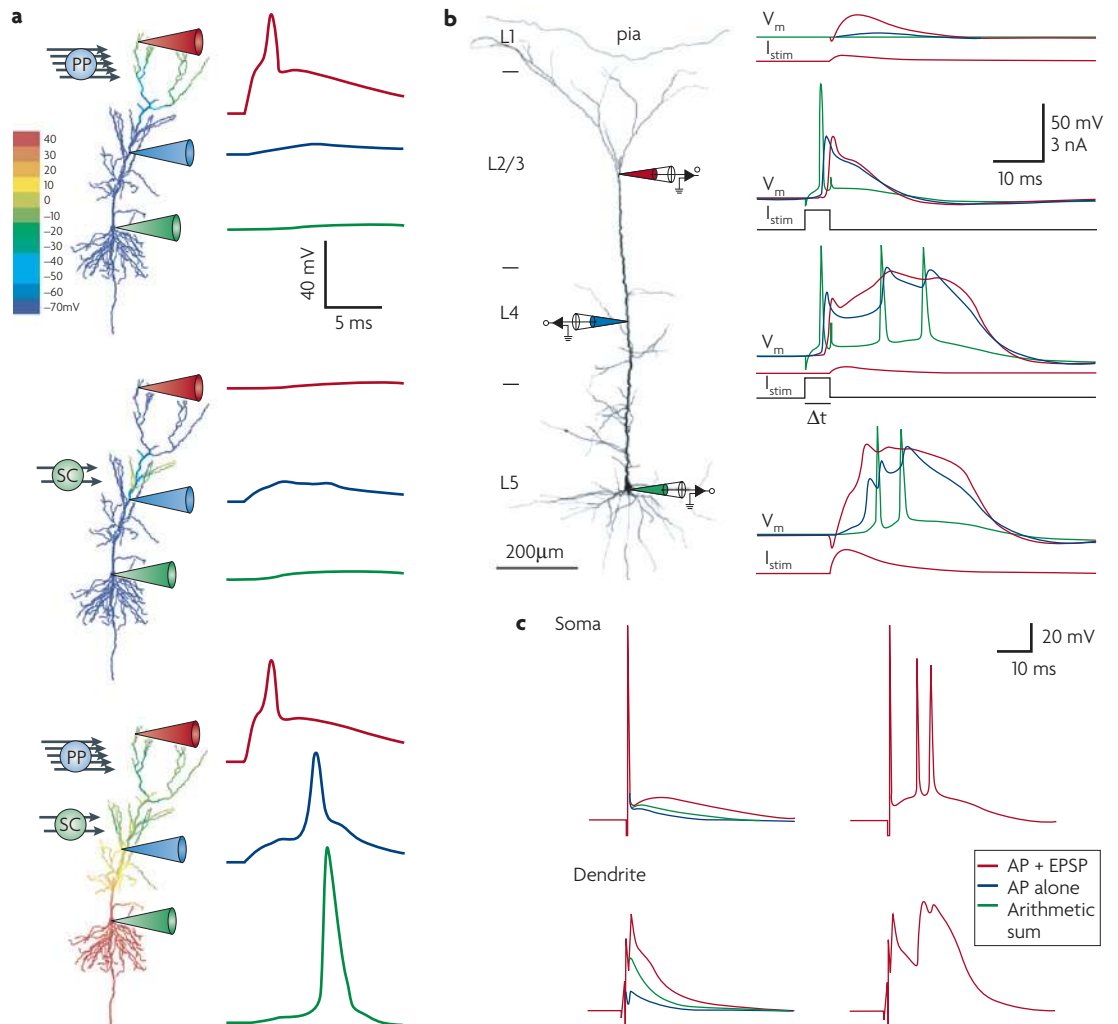 a
PP
40
30
20
10
0
–10
–20
–30
–40
–50
–60
–70mV
40 mV
5 ms
SC
PP
SC
b
L1
pia
L2/3
L4
L5
200μm
Vm
Istim
50 mV
3 nA
10 ms
Vm
Istim
Vm
Istim
Δt
Vm
Istim
c
Soma
20 mV
10 ms
Dendrite
AP + EPSP
AP alone
Arithmetic
sum